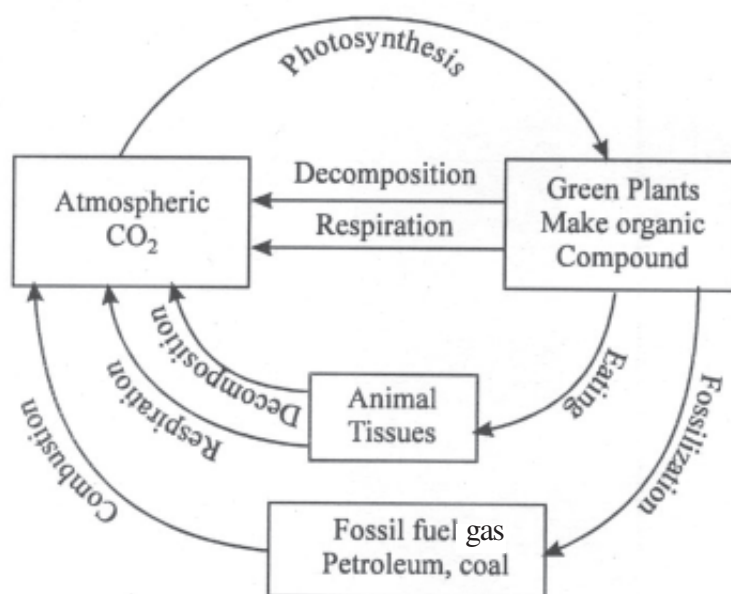 Photosynthesis
Atmospheric
CO₂
Decomposition
Respiration
Green Plants
Make organic
Compound
Decomposition
Respiration
Combustion
Animal
Tissues
Eating
Fossilization
Fossil fuel gas
Petroleum, coal